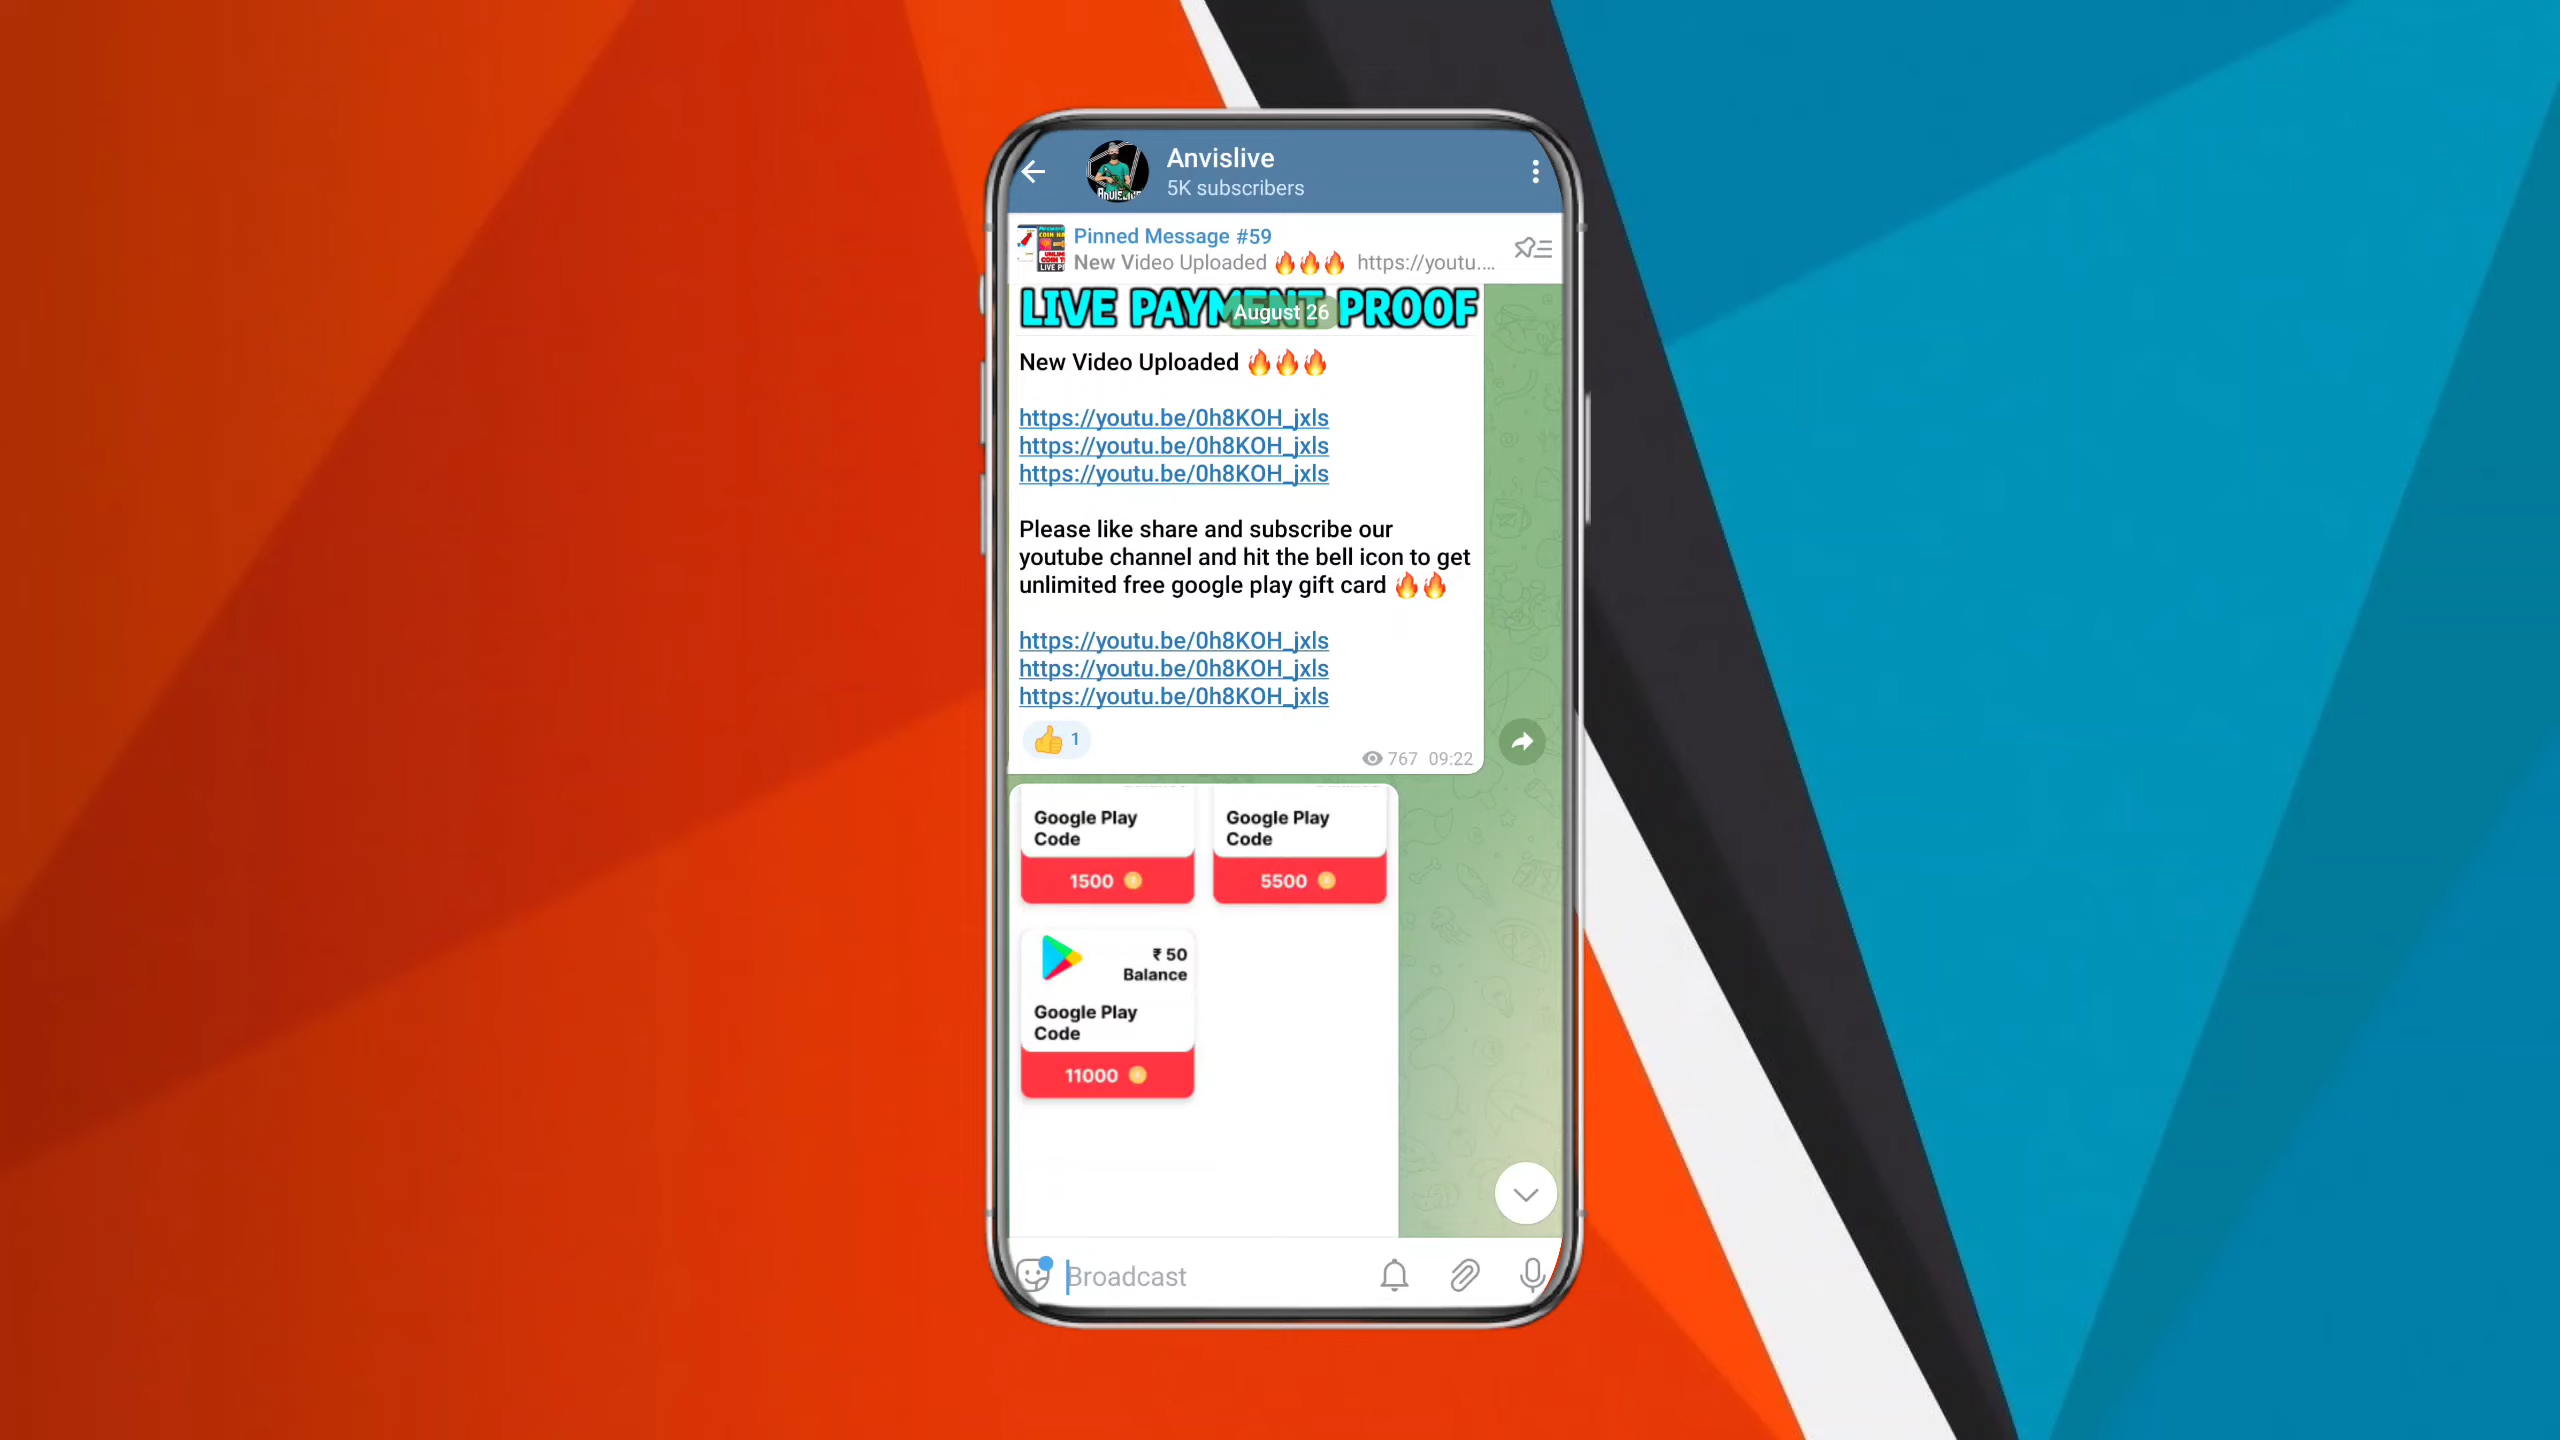 Anvislive
5K subscribers
Pinned Message #59
New Video Uploaded 🔥🔥🔥 https://youtu....
LIVE PAYMENT PROOF
August 26
New Video Uploaded 🔥🔥🔥
https://youtu.be/0h8KOH_jxls
https://youtu.be/0h8KOH_jxls
https://youtu.be/0h8KOH_jxls
Please like share and subscribe our
youtube channel and hit the bell icon to get
unlimited free google play gift card 🔥🔥
https://youtu.be/0h8KOH_jxls
https://youtu.be/0h8KOH_jxls
https://youtu.be/0h8KOH_jxls
👍 1
767 09:22
Google Play
Code
1500
Google Play
Code
5500
₹ 50
Balance
Google Play
Code
11000
Broadcast